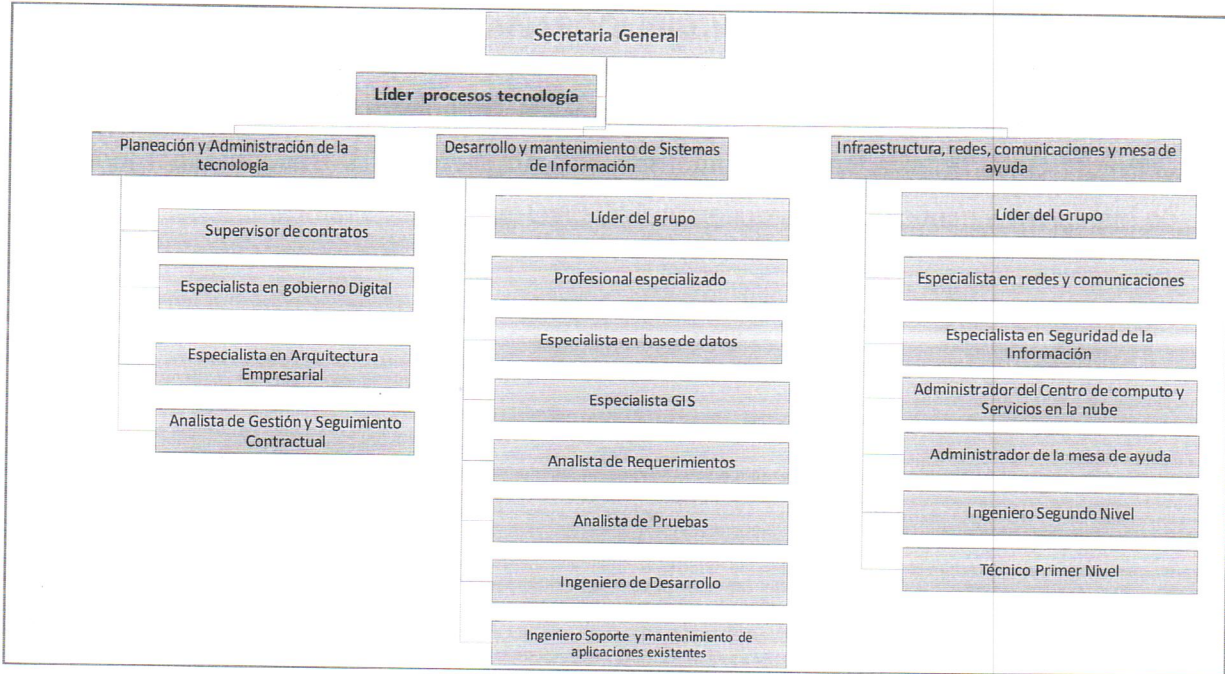 Secretaria General
Líder procesos tecnología
Planeación y Administración de la
tecnología
Supervisor de contratos
Especialista en gobierno Digital
Especialista en Arquitectura
Empresarial
Analista de Gestión y Seguimiento
Contractual
Desarrollo y mantenimiento de Sistemas
de Información
Líder del grupo
Profesional especializado
Especialista en base de datos
Especialista GIS
Analista de Requerimientos
Analista de Pruebas
Ingeniero de Desarrollo
Ingeniero Soporte y mantenimiento de
aplicaciones existentes
Infraestructura, redes, comunicaciones y mesa de
ayuda
Líder del Grupo
Especialista en redes y comunicaciones
Especialista en Seguridad de la
Información
Administrador del Centro de computo y
Servicios en la nube
Administrador de la mesa de ayuda
Ingeniero Segundo Nivel
Técnico Primer Nivel